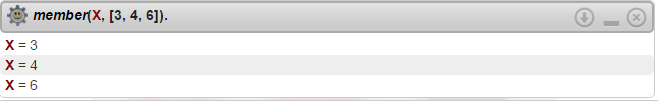 member(X, [3, 4, 6]).
X = 3
X = 4
X = 6